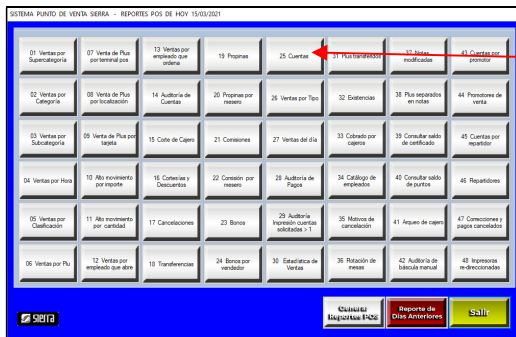 SISTEMA PUNTO DE VENTA SIERRA - REPORTES POS DE HOY 15/03/2021
01 Ventas por Supercategoría
07 Venta de Plus por terminal pos
13 Ventas por empleado que ordena
19 Propinas
25 Cuentas
31 Plus transferidos
37 Notas modificadas
43 Cuentas por promotor
02 Ventas por Categoría
08 Ventas por localización
14 Auditoría de Cuentas
20 Propinas por mesero
26 Ventas por Tipo
32 Existencias
38 Plus separados en notas
44 Promotores de venta
03 Ventas por Subcategoría
09 Venta de Plus por tarjeta
15 Corte de Cajero
21 Comisiones
27 Ventas del día
33 Cobrado por cajeros
39 Consultar saldo de certificado
45 Cuentas por repartidor
04 Ventas por Hora
10 Alto movimiento por importe
16 Cortesías y Descuentos
22 Comisión por mesero
28 Auditoría de Pagos
34 Catálogo de empleados
40 Consultar saldo de puntos
46 Repartidores
05 Ventas por Clasificación
11 Alto movimiento por cantidad
17 Cancelaciones
23 Bonos
29 Auditoría impresión cuentas solicitadas > 1
35 Motivos de cancelación
41 Arqueo de cajero
47 Correcciones y pagos cancelados
06 Ventas por Plu
12 Ventas por empleado que abre
18 Transferencias
24 Bonos por vendedor
30 Estadística de Ventas
36 Rotación de mesas
42 Auditoría de báscula manual
48 Impresoras re-direccionadas
sierra
Genera Reportes POS
Reporte de Días Anteriores
Salir